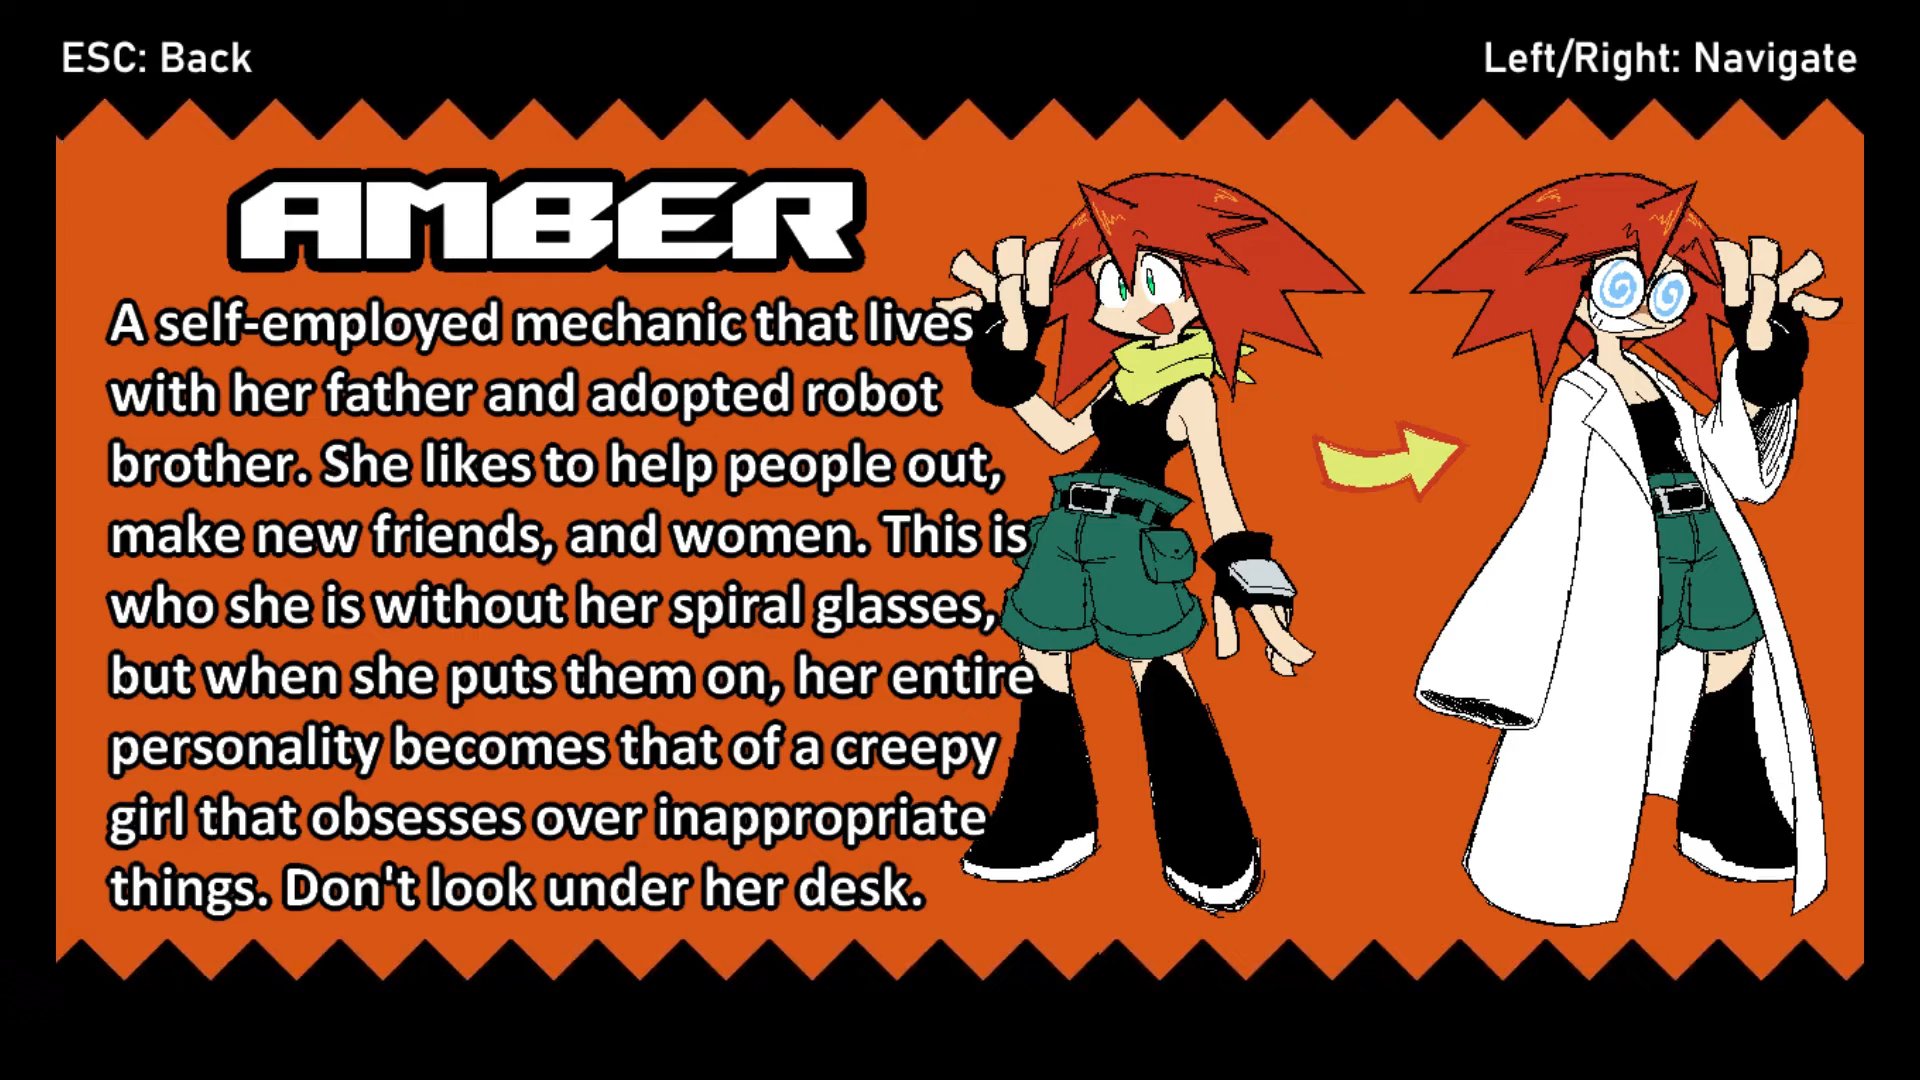 ESC: Back
Left/Right: Navigate
AMBER
A self-employed mechanic that lives
with her father and adopted robot
brother. She likes to help people out,
make new friends, and women. This is
who she is without her spiral glasses,
but when she puts them on, her entire
personality becomes that of a creepy
girl that obsesses over inappropriate
things. Don't look under her desk.